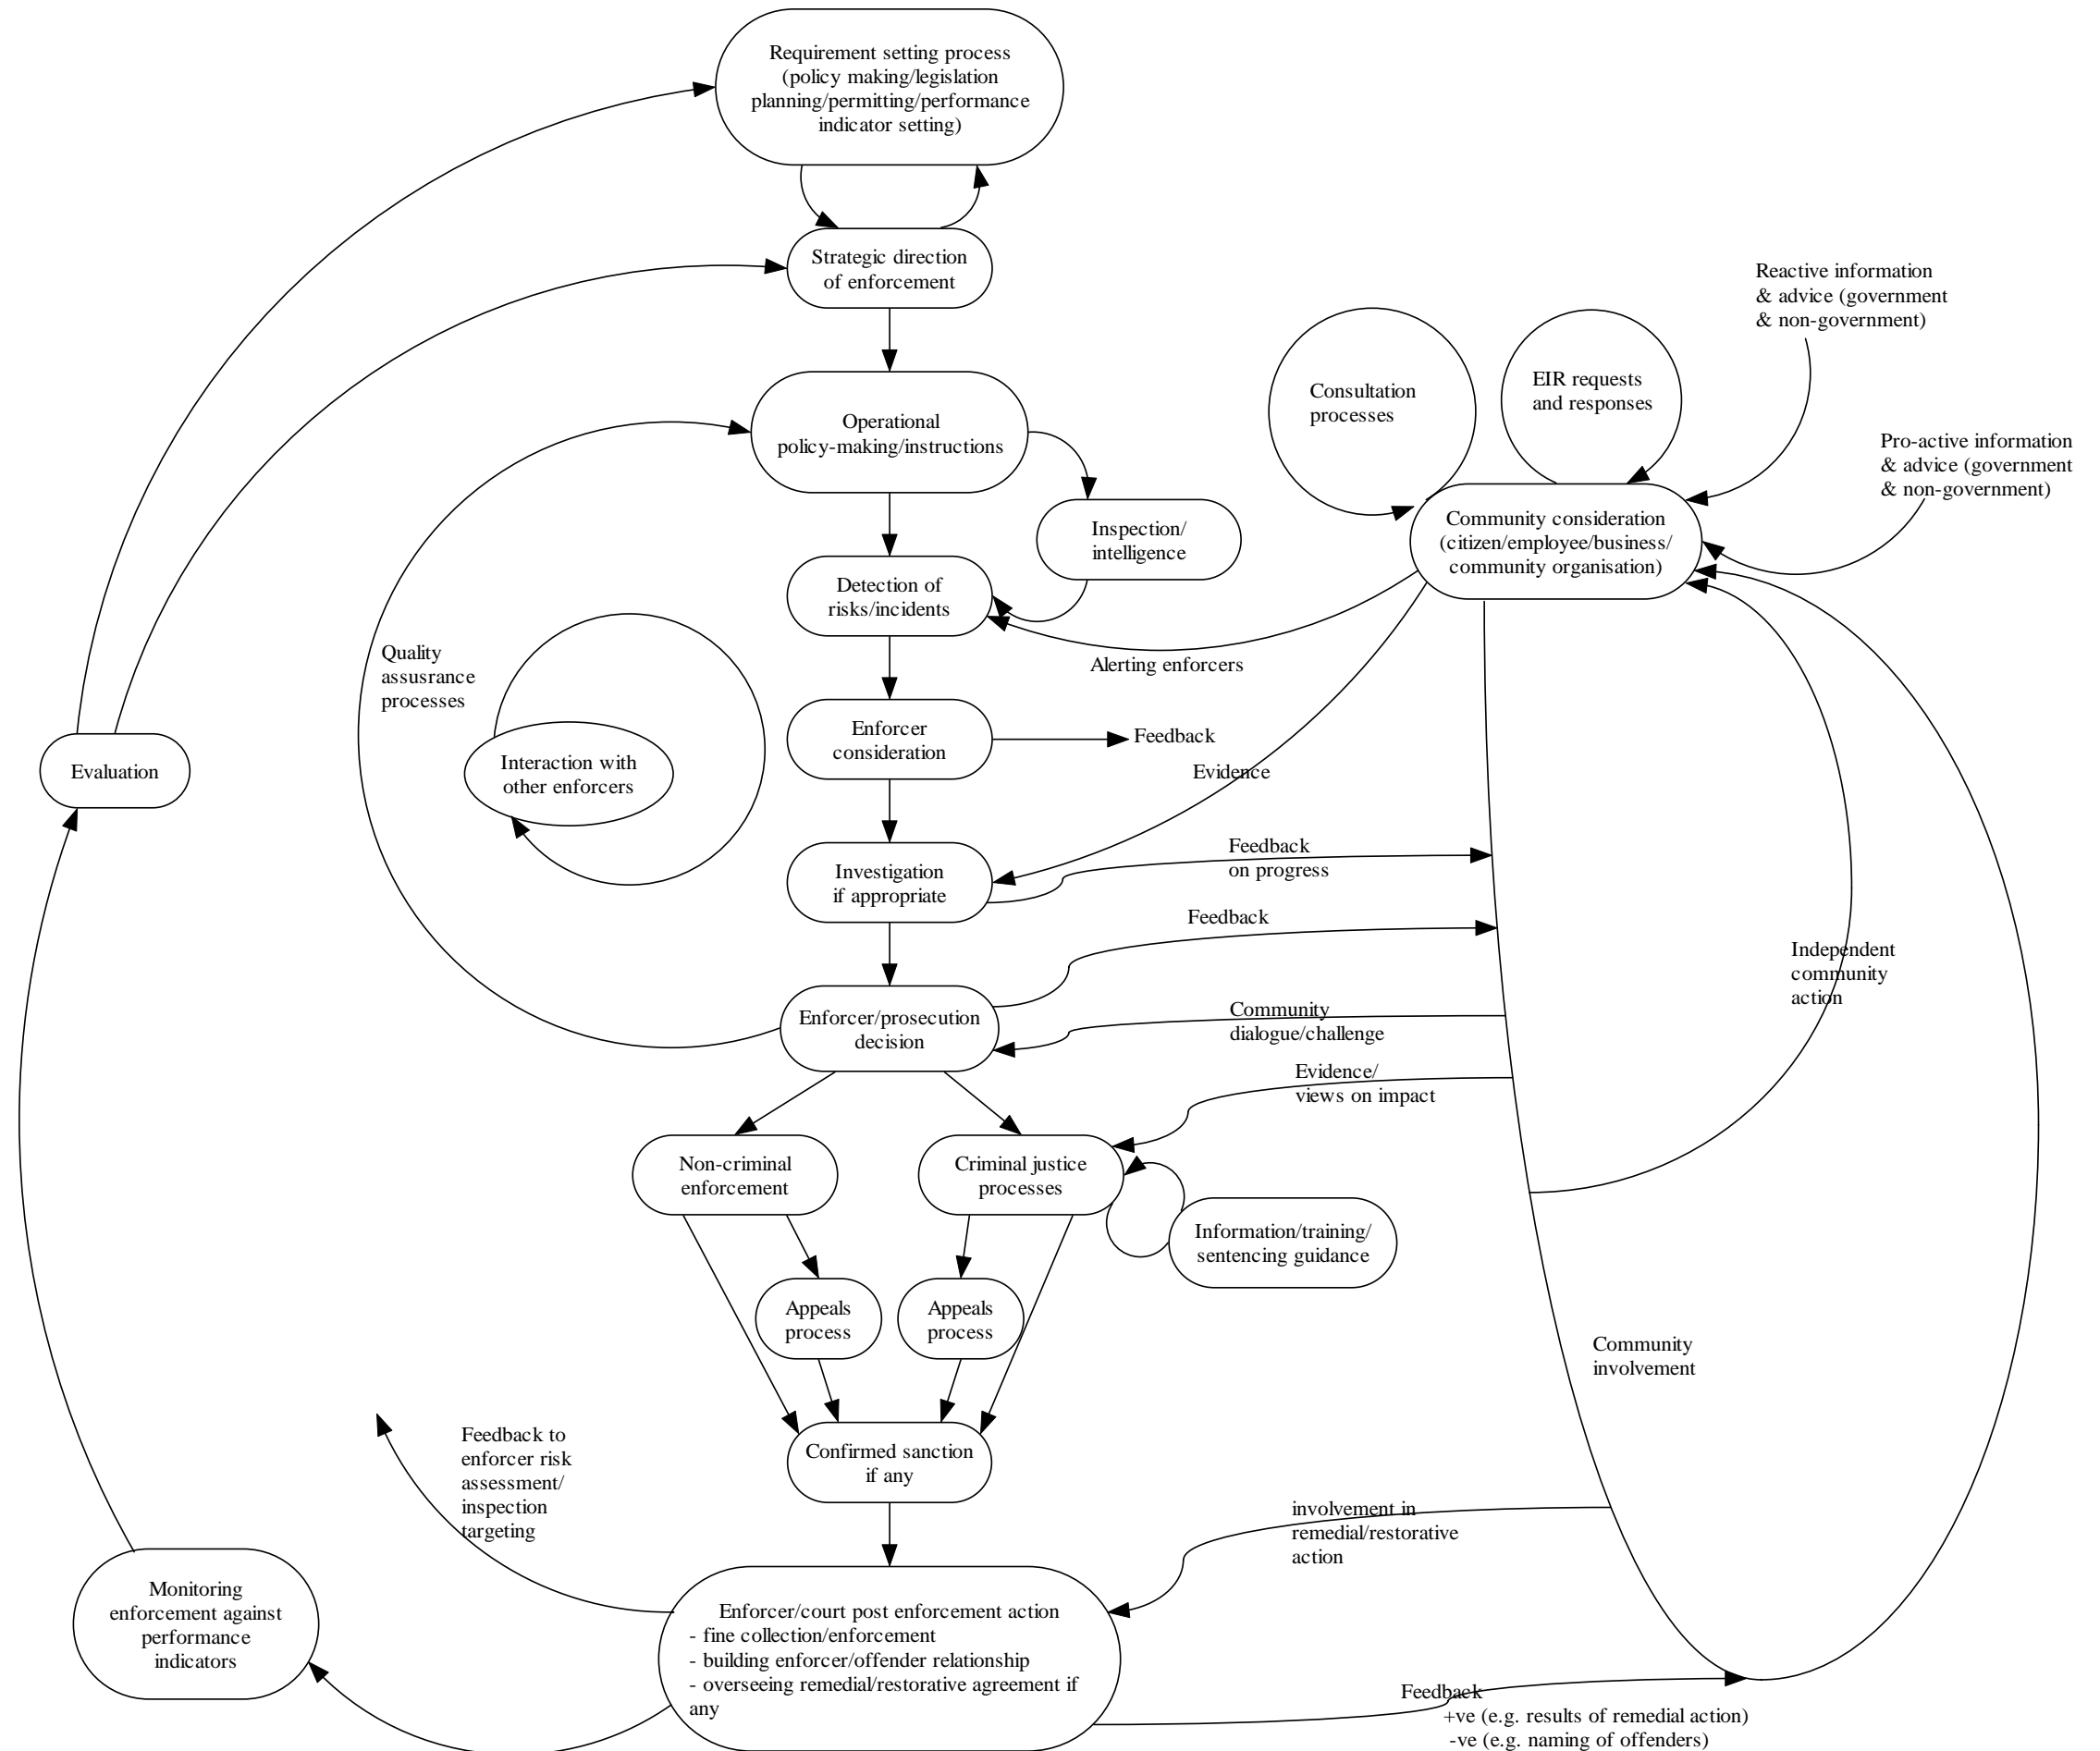 Requirement setting process
(policy making/legislation
planning/permitting/performance
indicator setting)
Strategic direction
of enforcement
Reactive information
& advice (government
& non-government)
Consultation
processes
EIR requests
and responses
Operational
policy-making/instructions
Pro-active information
& advice (government
& non-government)
Inspection/
intelligence
Community consideration
(citizen/employee/business/
community organisation)
Detection of
risks/incidents
Alerting enforcers
Quality
assusrance
processes
Enforcer
consideration
Feedback
Evaluation
Interaction with
other enforcers
Evidence
Investigation
if appropriate
Feedback
on progress
Feedback
Independent
community
action
Enforcer/prosecution
decision
Community
dialogue/challenge
Evidence/
views on impact
Non-criminal
enforcement
Criminal justice
processes
Information/training/
sentencing guidance
Appeals
process
Appeals
process
Community
involvement
Confirmed sanction
if any
Feedback to
enforcer risk
assessment/
inspection
targeting
involvement in
remedial/restorative
action
Monitoring
enforcement against
performance
indicators
Enforcer/court post enforcement action
- fine collection/enforcement
- building enforcer/offender relationship
- overseeing remedial/restorative agreement if
any
Feedback
+ve (e.g. results of remedial action)
-ve (e.g. naming of offenders)